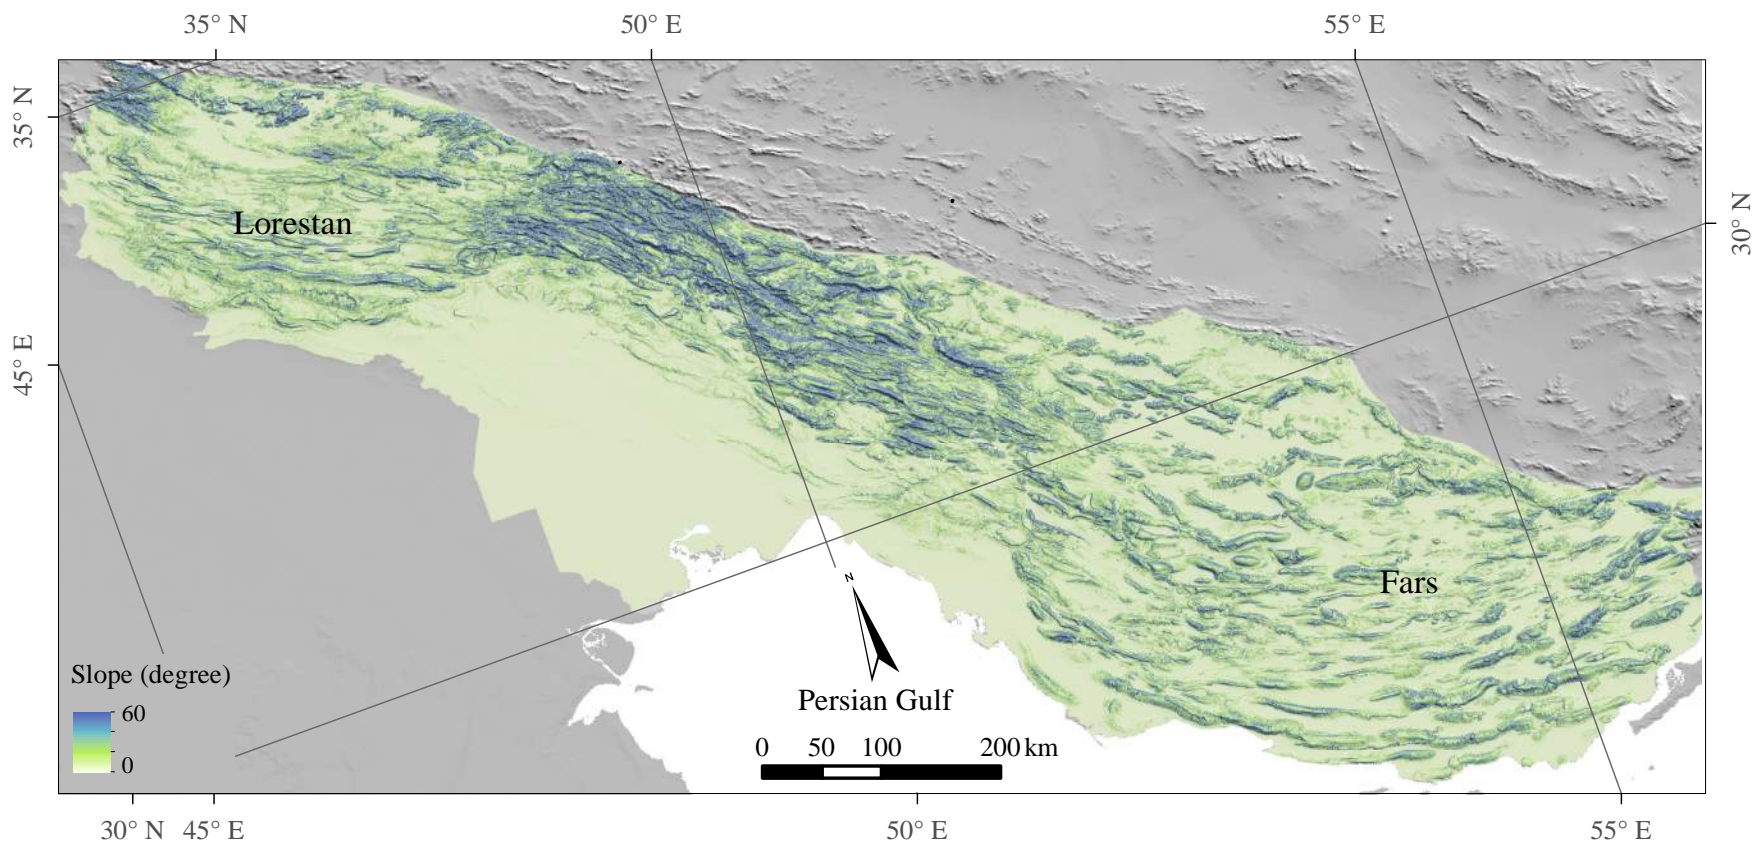 35° N
50° E
55° E
35° N
30° N
45° E
Lorestan
Fars
N
Persian Gulf
Slope (degree)
60
0
0 50 100 200 km
30° N 45° E 50° E 55° E